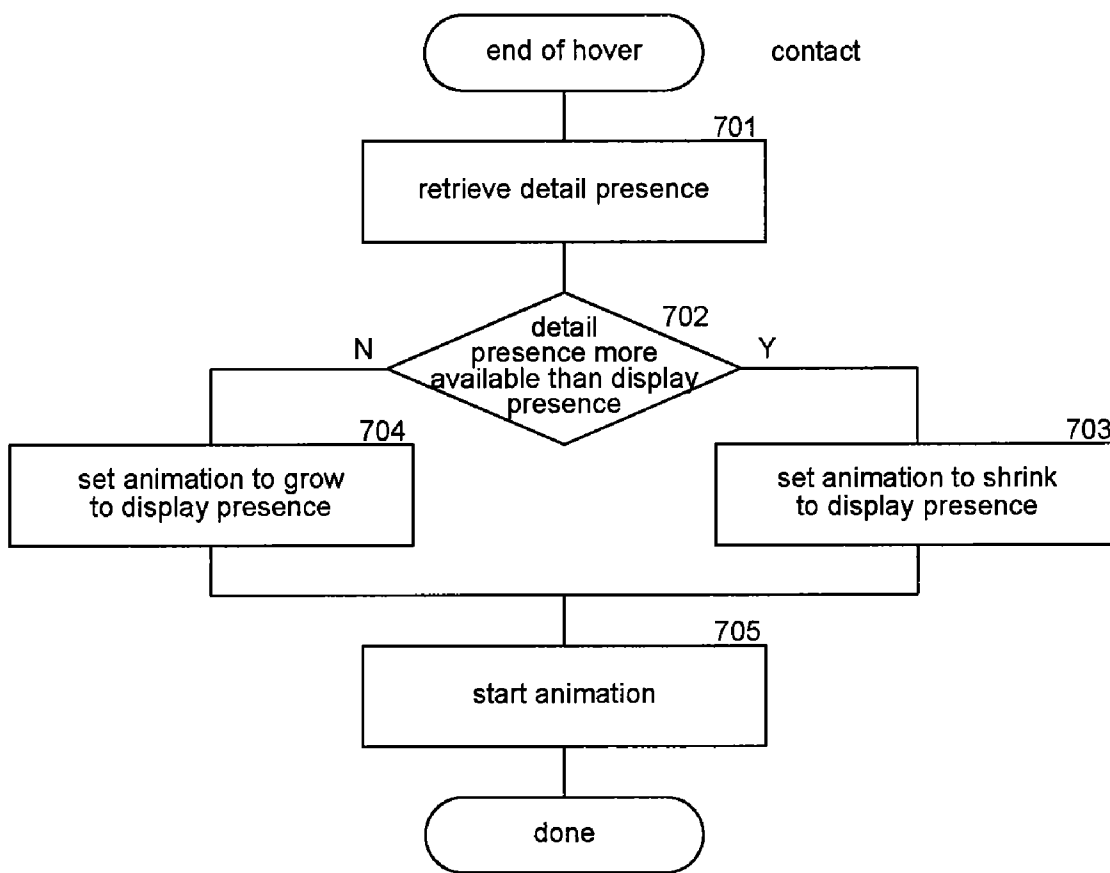 end of hover
contact
701
retrieve detail presence
702
detail
presence more
available than display
presence
N
Y
704
set animation to grow
to display presence
703
set animation to shrink
to display presence
705
start animation
done